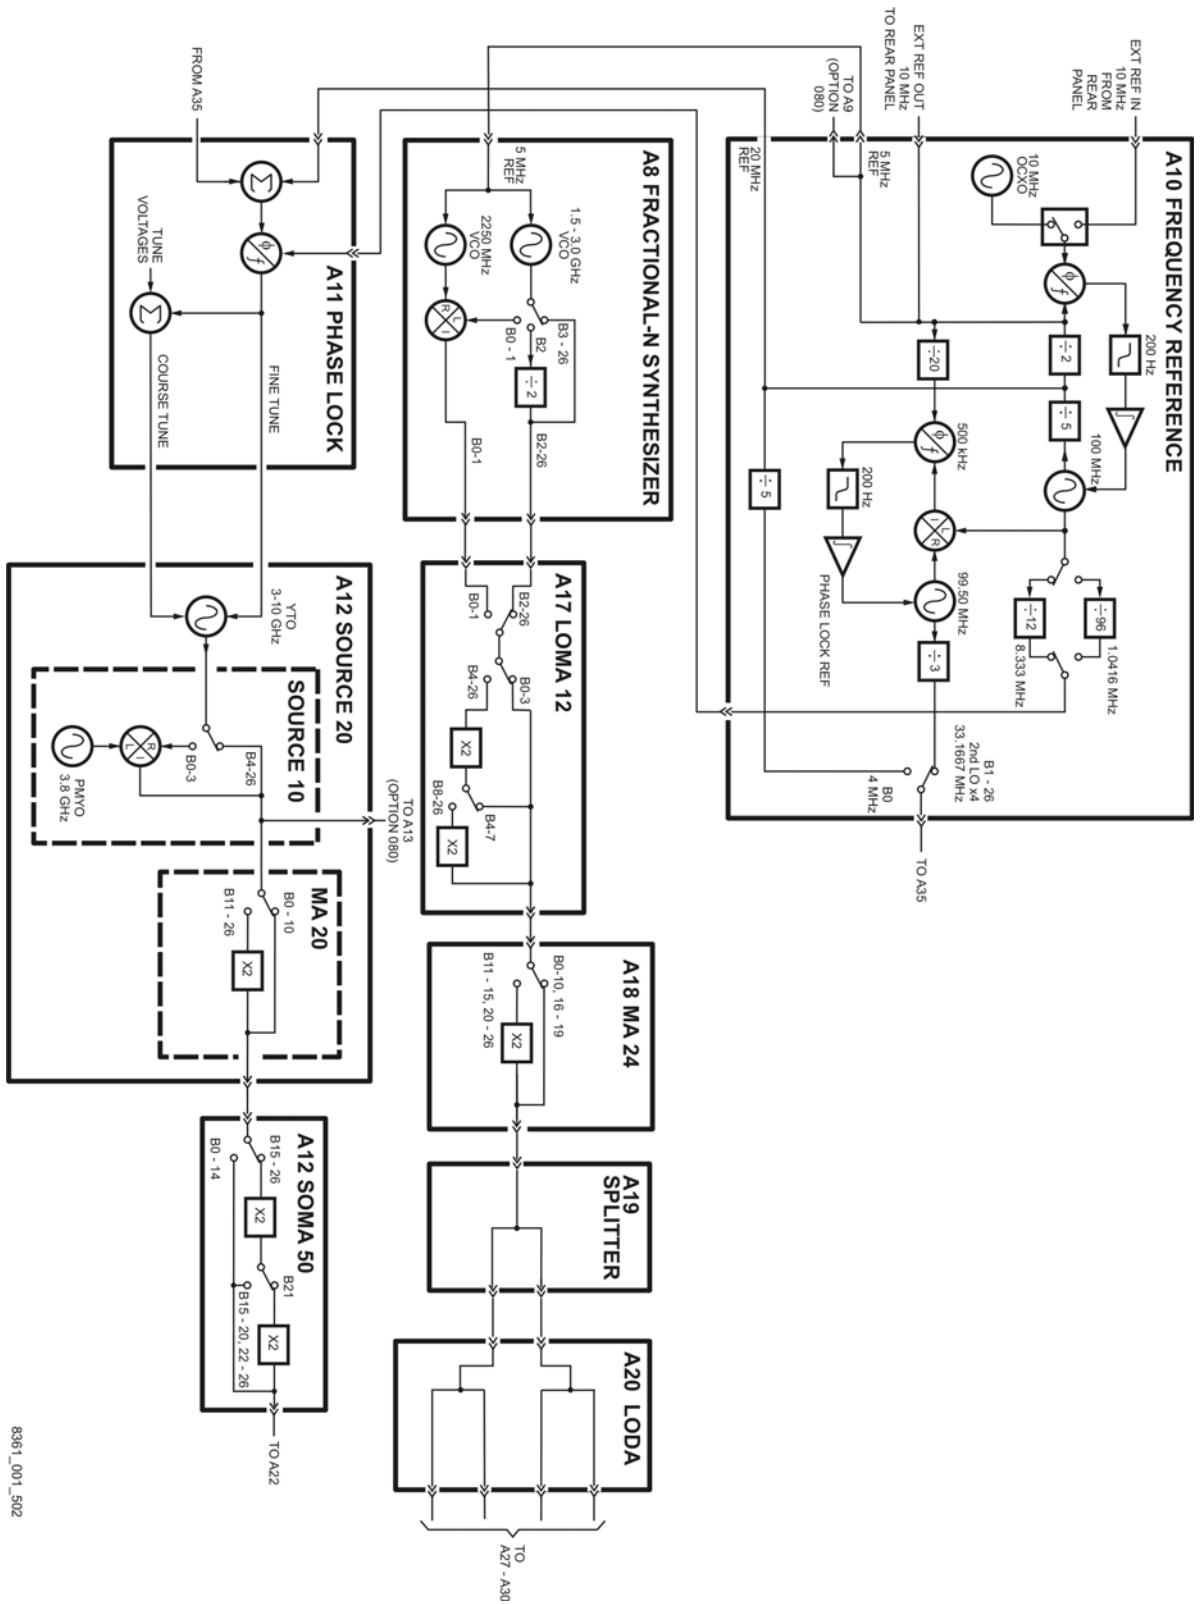 A10 FREQUENCY REFERENCE
EXT REF IN
10 MHz
FROM
REAR
PANEL
EXT REF OUT
10 MHz
TO REAR PANEL
TO A9
(OPTION
080)
5 MHz
REF
20 MHz
REF
10 MHz
OCXO
ϕ
f
200 Hz
÷2
÷5
100 MHz
÷20
500 kHz
ϕ
f
200 Hz
L
I
R
99.50 MHz
PHASE LOCK REF
÷3
÷96
1.0416 MHz
÷12
8.333 MHz
÷5
B1 - 26
2nd LO x4
33.1667 MHz
B0
4 MHz
TO A35
A8 FRACTIONAL-N SYNTHESIZER
5 MHz
REF
1.5 - 3.0 GHz
VCO
2250 MHz
VCO
R
L
I
B3 - 26
B2
B0 - 1
÷2
B2-26
B0-1
A17 LOMA 12
B2-26
B0-1
B0-3
B4-26
X2
B4-7
B8-26
X2
A18 MA 24
B0-10, 16 - 19
B11 - 15, 20 - 26
X2
A19
SPLITTER
A20 LODA
TO
A27 - A30
A11 PHASE LOCK
FROM A35
Σ
ϕ
f
TUNE
VOLTAGES
Σ
FINE TUNE
COURSE TUNE
A12 SOURCE 20
YTO
3-10 GHz
SOURCE 10
B4-26
B0-3
R
L
I
PMYO
3.8 GHz
TO A13
(OPTION 080)
MA 20
B0 - 10
B11 - 26
X2
A12 SOMA 50
B15 - 26
B0 - 14
X2
B21
B15 - 20, 22 - 26
X2
TO A22
8361_001_502